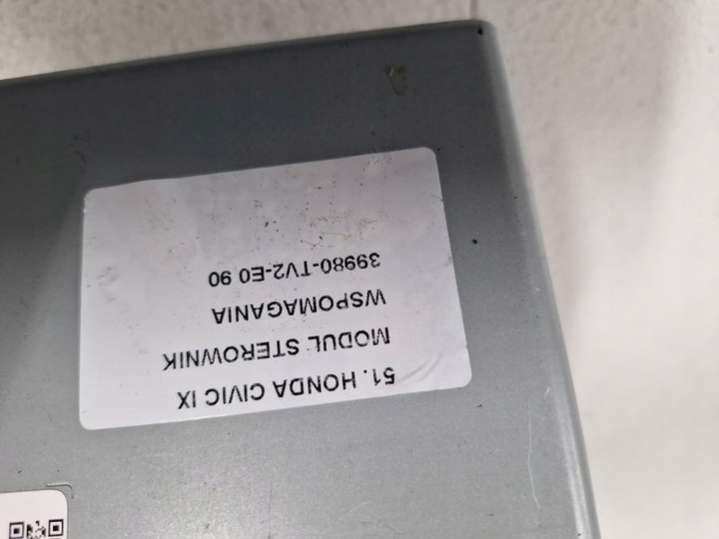 51. HONDA CIVIC IX
MODUL STEROWNIK
WSPOMAGANIA
39980-TV2-E0 90